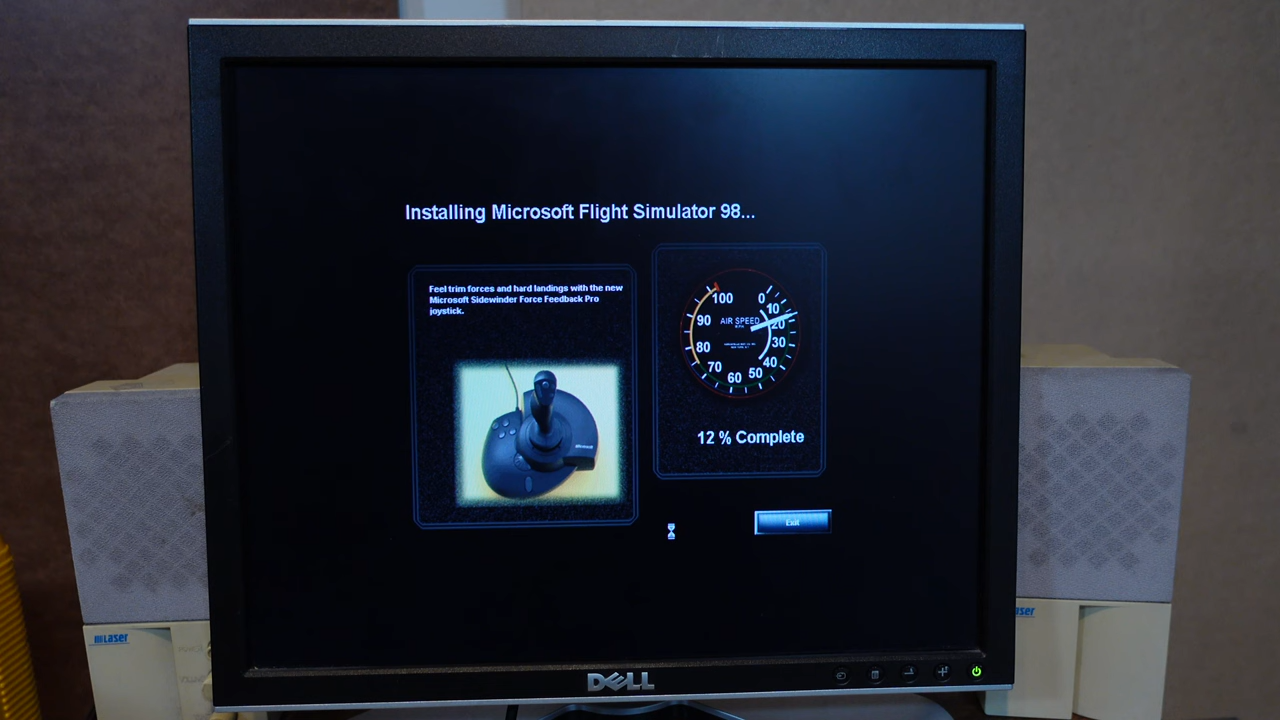 Installing Microsoft Flight Simulator 98...
Feel trim forces and hard landings with the new
Microsoft Sidewinder Force Feedback Pro
joystick.
Microsoft
100 0
10
90 AIR SPEED
20
30
80
40
70
50
60
12 % Complete
Exit
Laser
aser
DELL